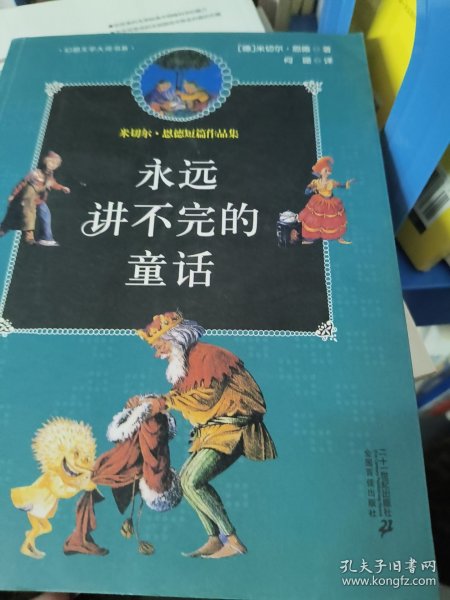 幻想文学大师书系
[德]米切尔·恩德 著
何珊 译
米切尔·恩德短篇作品集
永远
讲不完的
童话
二十一世纪出版社
全国百佳出版社
21
孔夫子旧书网
www.kongfz.com